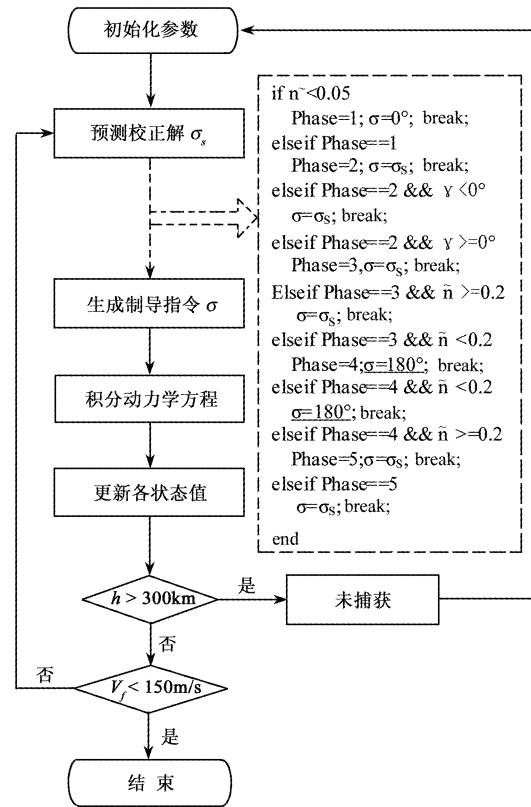 初始化参数
预测校正解 σs
生成制导指令 σ
积分动力学方程
更新各状态值
h > 300km
是
未捕获
否
Vf < 150m/s
否
是
结 束
if n~<0.05
Phase=1; σ=0°; break;
elseif Phase==1
Phase=2; σ=σS; break;
elseif Phase==2 && γ <0°
σ=σS; break;
elseif Phase==2 && γ >=0°
Phase=3,σ=σS; break;
Elseif Phase==3 && ñ >=0.2
σ=σS; break;
elseif Phase==3 && ñ <0.2
Phase=4;σ=180°; break;
elseif Phase==4 && ñ <0.2
σ=180°; break;
elseif Phase==4 && ñ >=0.2
Phase=5;σ=σS; break;
elseif Phase==5
σ=σS; break;
end